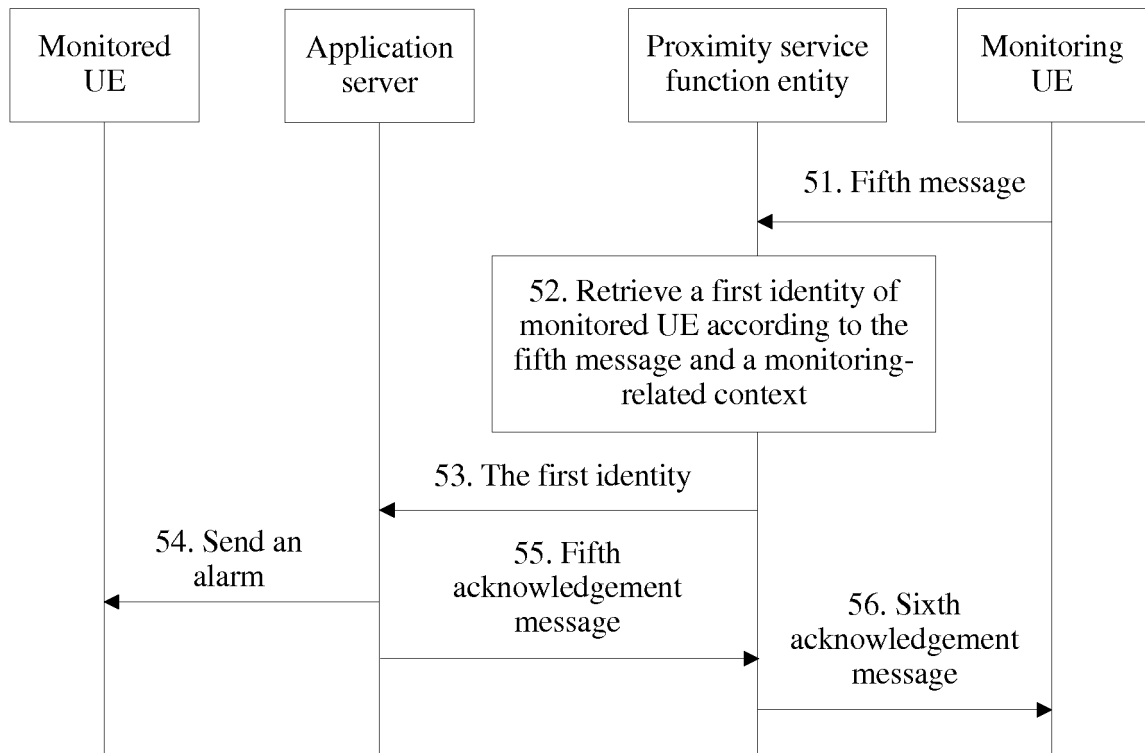 Monitored
UE
Application
server
Proximity service
function entity
Monitoring
UE
51. Fifth message
52. Retrieve a first identity of
monitored UE according to the
fifth message and a monitoring-
related context
53. The first identity
54. Send an
alarm
55. Fifth
acknowledgement
message
56. Sixth
acknowledgement
message